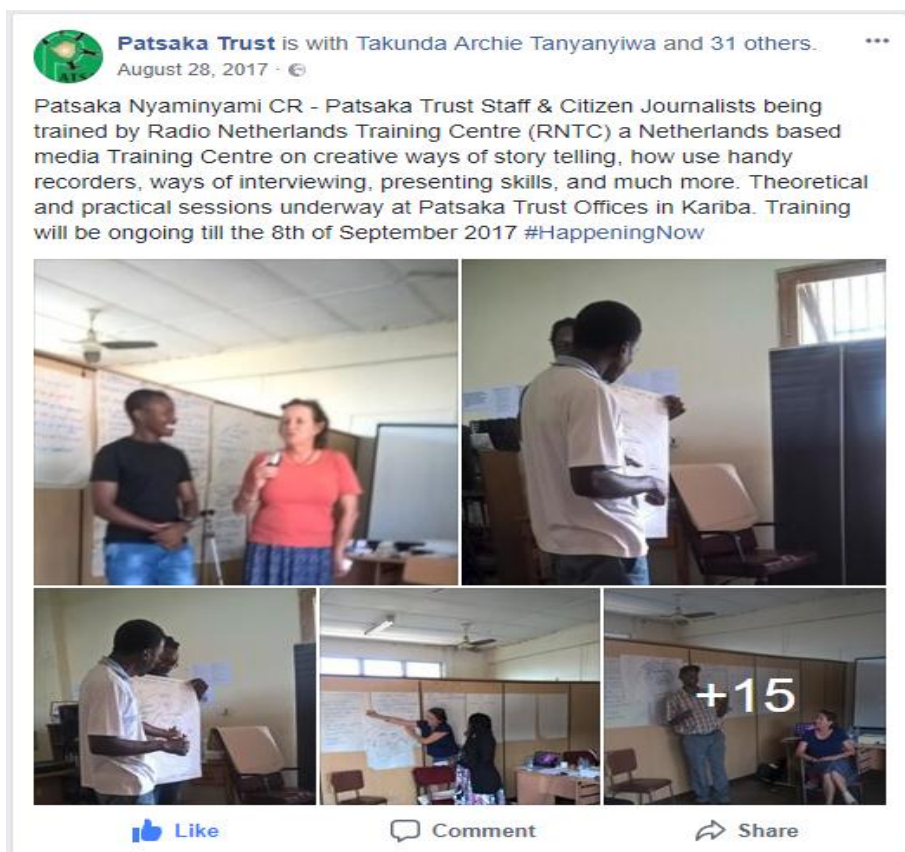 Patsaka Trust is with Takunda Archie Tanyanyiwa and 31 others.
August 28, 2017
Patsaka Nyaminyami CR - Patsaka Trust Staff & Citizen Journalists being
trained by Radio Netherlands Training Centre (RNTC) a Netherlands based
media Training Centre on creative ways of story telling, how use handy
recorders, ways of interviewing, presenting skills, and much more. Theoretical
and practical sessions underway at Patsaka Trust Offices in Kariba. Training
will be ongoing till the 8th of September 2017 #HappeningNow
+15
Like Comment Share